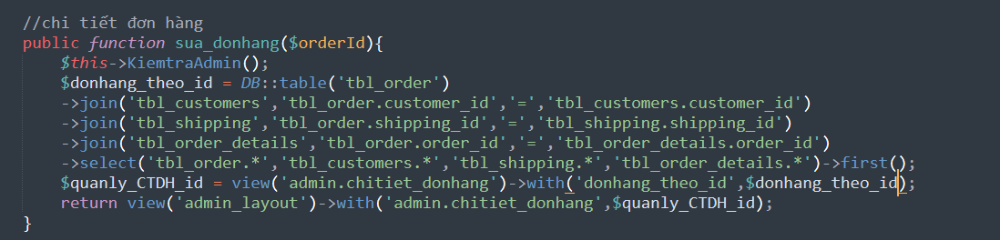 //chi tiết đơn hàng
public function sua_donhang($orderId){
$this->KiemtraAdmin();
$donhang_theo_id = DB::table('tbl_order')
->join('tbl_customers','tbl_order.customer_id','=','tbl_customers.customer_id')
->join('tbl_shipping','tbl_order.shipping_id','=','tbl_shipping.shipping_id')
->join('tbl_order_details','tbl_order.order_id','=','tbl_order_details.order_id')
->select('tbl_order.*','tbl_customers.*','tbl_shipping.*','tbl_order_details.*')->first();
$quanly_CTDH_id = view('admin.chitiet_donhang')->with('donhang_theo_id',$donhang_theo_id);
return view('admin_layout')->with('admin.chitiet_donhang',$quanly_CTDH_id);
}